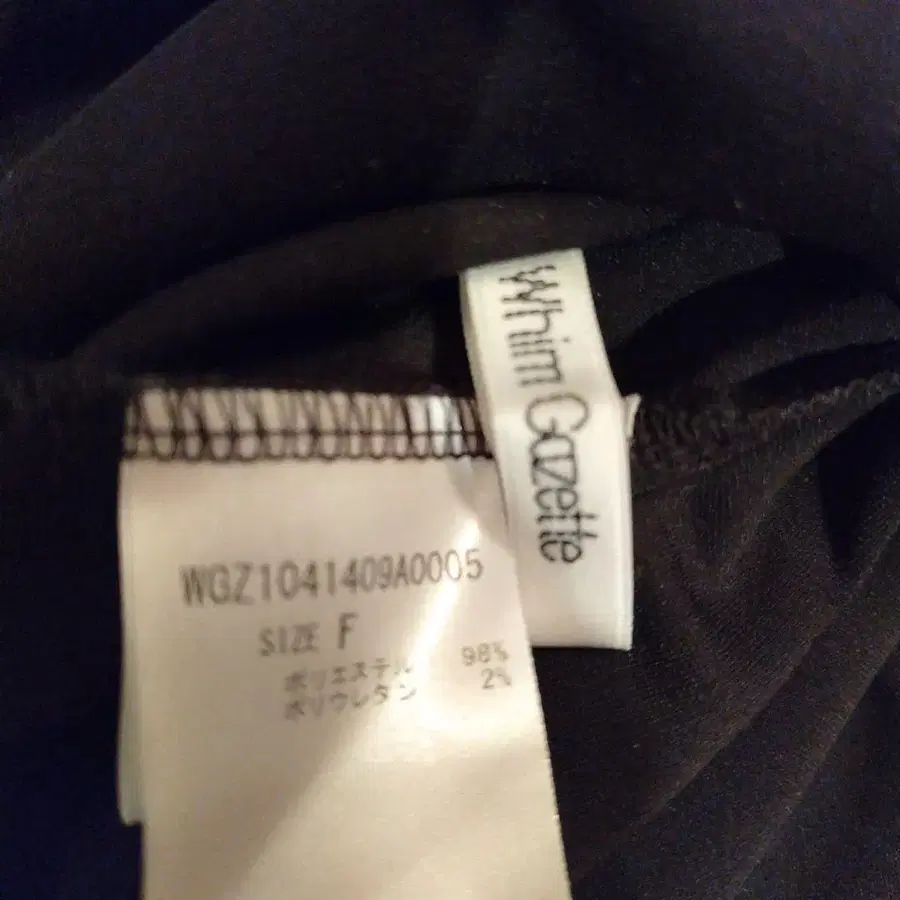 Whim Gazette
WGZ1041409A0005
SIZE F
ポリエステル 98%
ポリウレタン 2%